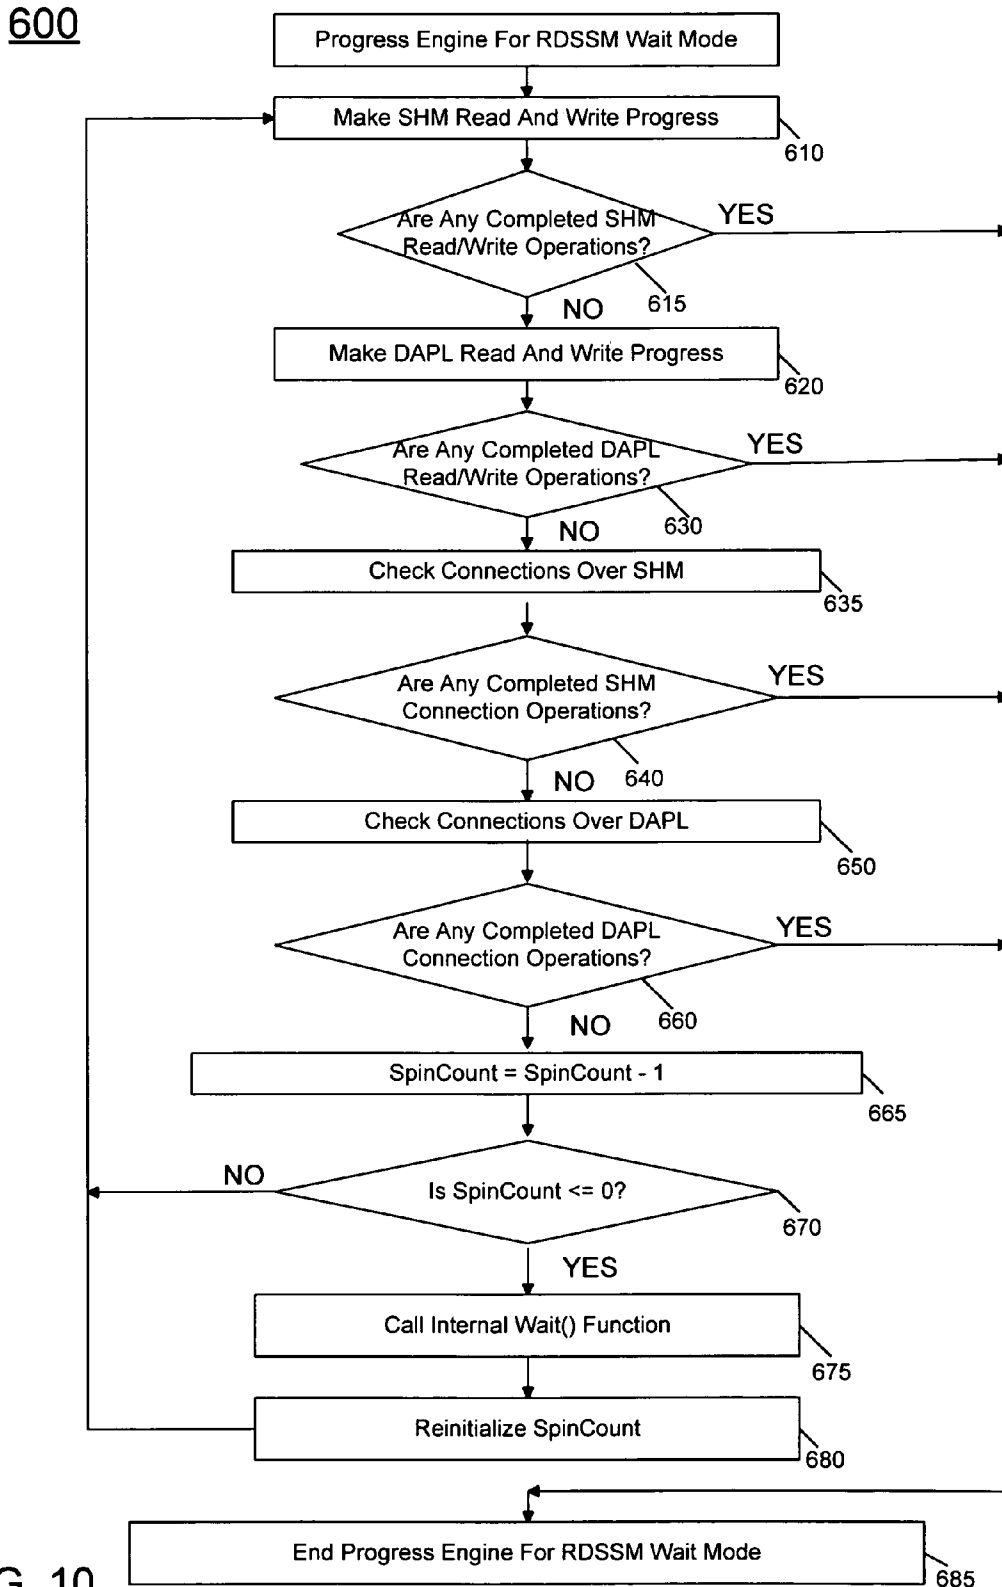 600
Progress Engine For RDSSM Wait Mode
Make SHM Read And Write Progress
610
Are Any Completed SHM
Read/Write Operations?
YES
615
NO
Make DAPL Read And Write Progress
620
Are Any Completed DAPL
Read/Write Operations?
YES
630
NO
Check Connections Over SHM
635
Are Any Completed SHM
Connection Operations?
YES
640
NO
Check Connections Over DAPL
650
Are Any Completed DAPL
Connection Operations?
YES
660
NO
SpinCount = SpinCount - 1
665
NO
Is SpinCount <= 0?
670
YES
Call Internal Wait() Function
675
Reinitialize SpinCount
680
End Progress Engine For RDSSM Wait Mode
685
G. 10